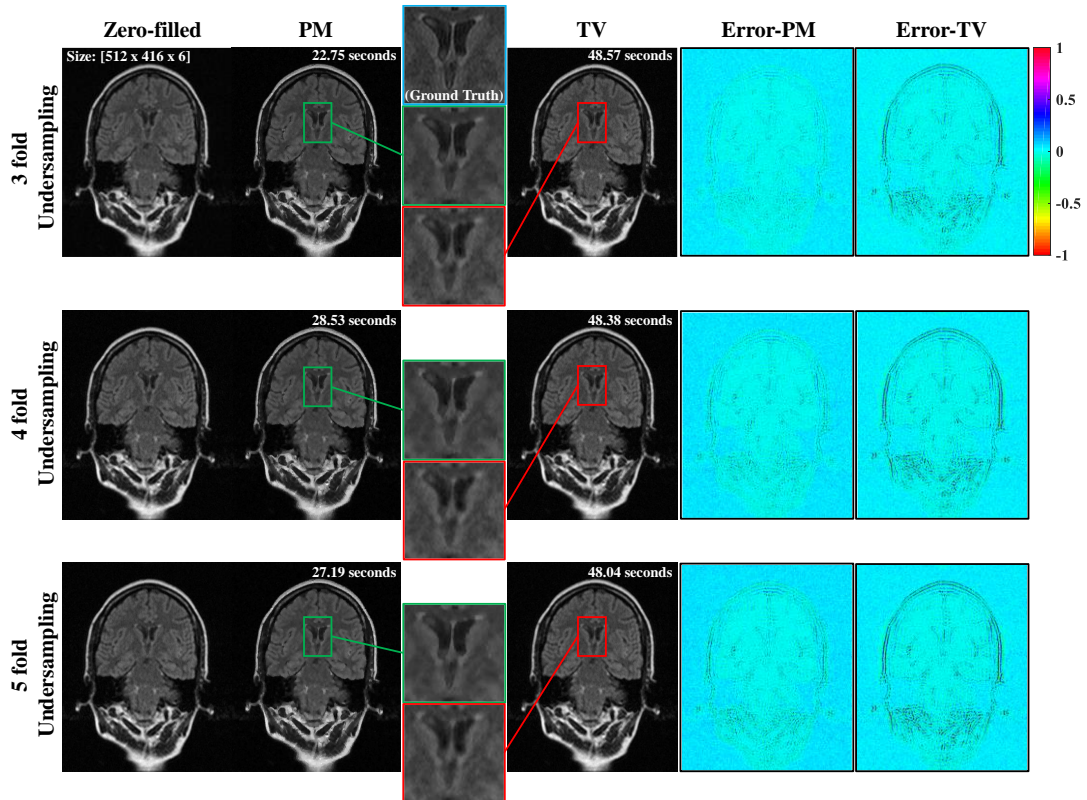 Zero-filled
PM
TV
Error-PM
Error-TV
3 fold
Undersampling
Size: [512 x 416 x 6]
22.75 seconds
(Ground Truth)
48.57 seconds
1
0.5
0
-0.5
-1
4 fold
Undersampling
28.53 seconds
48.38 seconds
5 fold
Undersampling
27.19 seconds
48.04 seconds